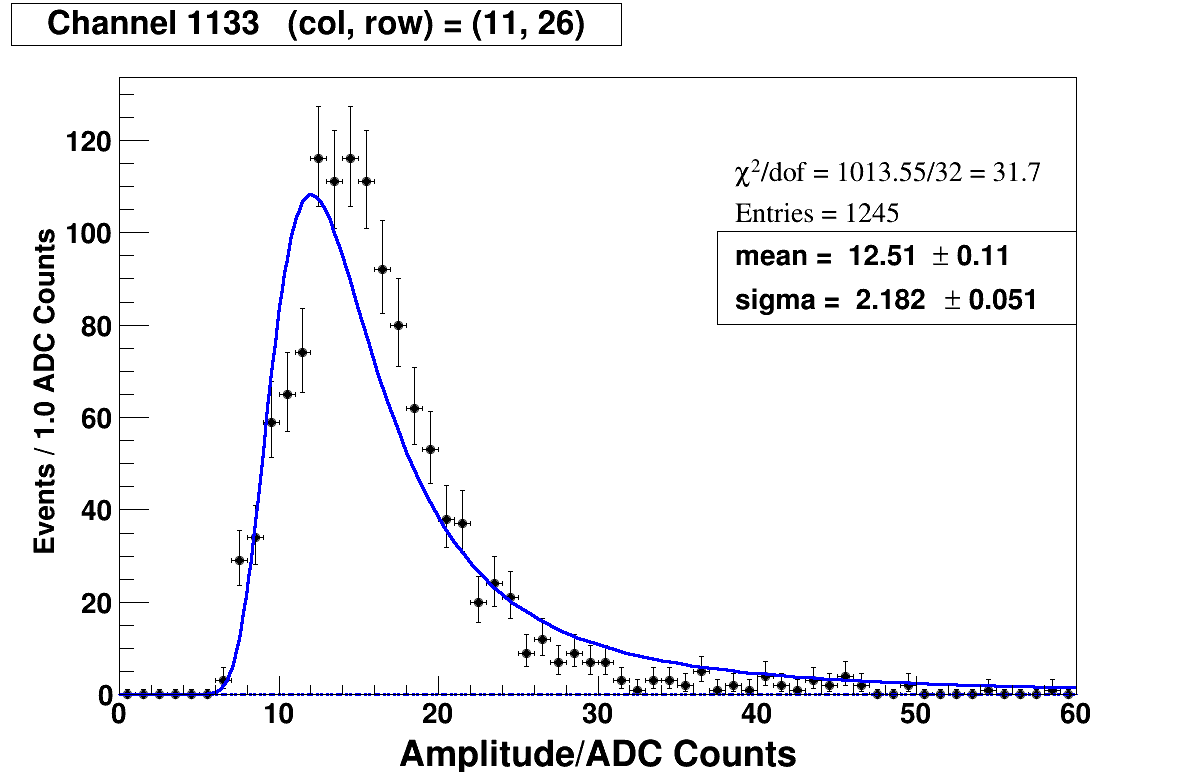 Channel 1133 (col, row) = (11, 26)
χ²/dof = 1013.55/32 = 31.7
Entries = 1245
mean = 12.51 ± 0.11
sigma = 2.182 ± 0.051
Events / 1.0 ADC Counts
120
100
80
60
40
20
0
0 10 20 30 40 50 60
Amplitude/ADC Counts